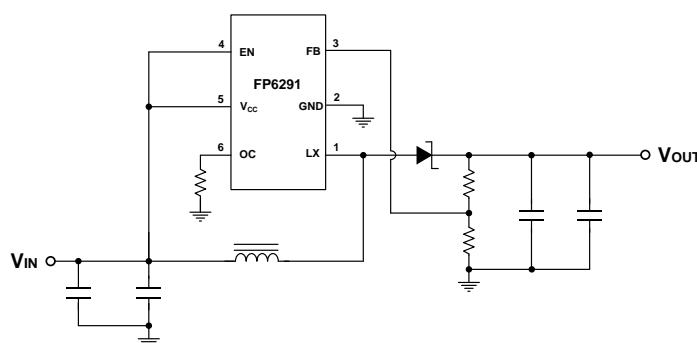 4 EN FB 3
FP6291
5 VCC GND 2
6 OC LX 1
VOUT
VIN